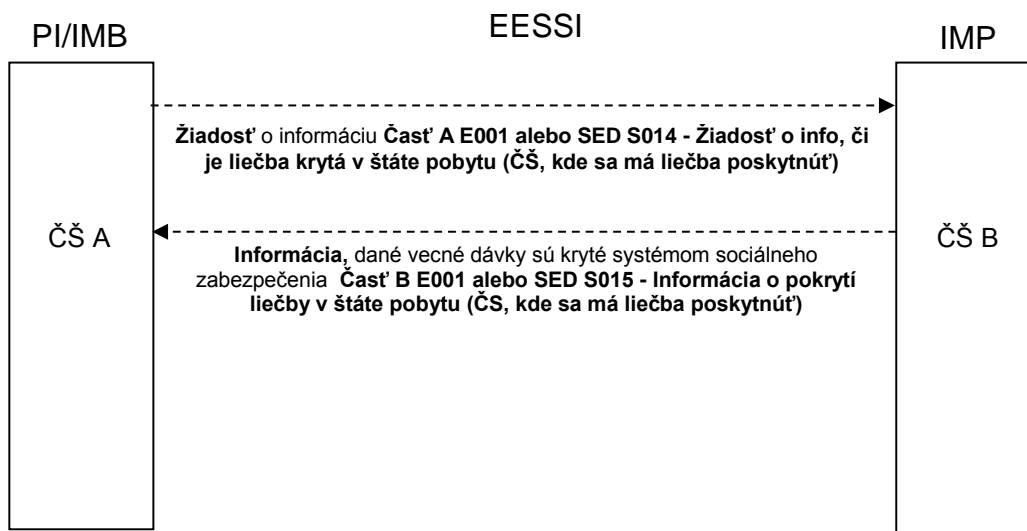 EESSI
PI/IMB
IMP
Žiadosť o informáciu Časť A E001 alebo SED S014 - Žiadosť o info, či
je liečba krytá v štáte pobytu (ČŠ, kde sa má liečba poskytnúť)
ČŠ A
ČŠ B
Informácia, dané vecné dávky sú kryté systémom sociálneho
zabezpečenia Časť B E001 alebo SED S015 - Informácia o pokrytí
liečby v štáte pobytu (ČS, kde sa má liečba poskytnúť)